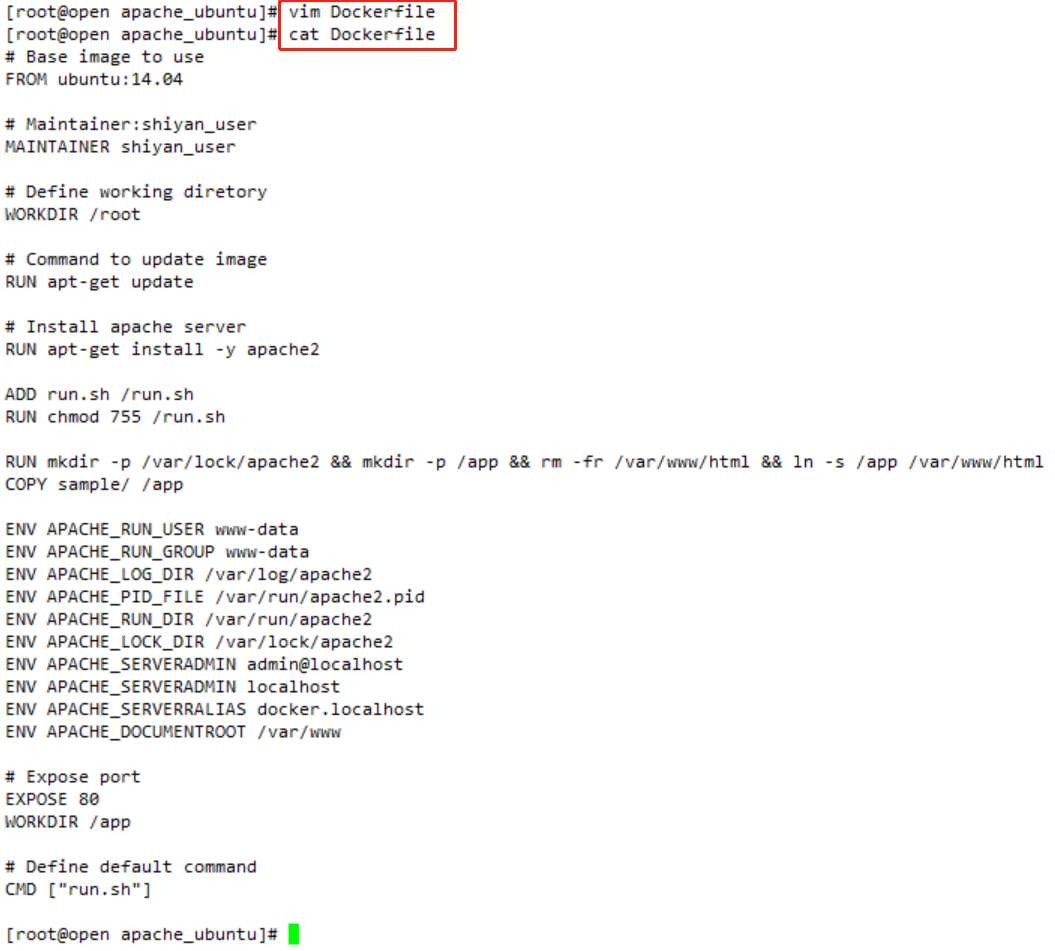 [root@open apache_ubuntu]# vim Dockerfile
[root@open apache_ubuntu]# cat Dockerfile
# Base image to use
FROM ubuntu:14.04
# Maintainer:shiyan_user
MAINTAINER shiyan_user
# Define working diretory
WORKDIR /root
# Command to update image
RUN apt-get update
# Install apache server
RUN apt-get install -y apache2
ADD run.sh /run.sh
RUN chmod 755 /run.sh
RUN mkdir -p /var/lock/apache2 && mkdir -p /app && rm -fr /var/www/html && ln -s /app /var/www/html
COPY sample/ /app
ENV APACHE_RUN_USER www-data
ENV APACHE_RUN_GROUP www-data
ENV APACHE_LOG_DIR /var/log/apache2
ENV APACHE_PID_FILE /var/run/apache2.pid
ENV APACHE_RUN_DIR /var/run/apache2
ENV APACHE_LOCK_DIR /var/lock/apache2
ENV APACHE_SERVERADMIN admin@localhost
ENV APACHE_SERVERADMIN localhost
ENV APACHE_SERVERRALIAS docker.localhost
ENV APACHE_DOCUMENTROOT /var/www
# Expose port
EXPOSE 80
WORKDIR /app
# Define default command
CMD ["run.sh"]
[root@open apache_ubuntu]#